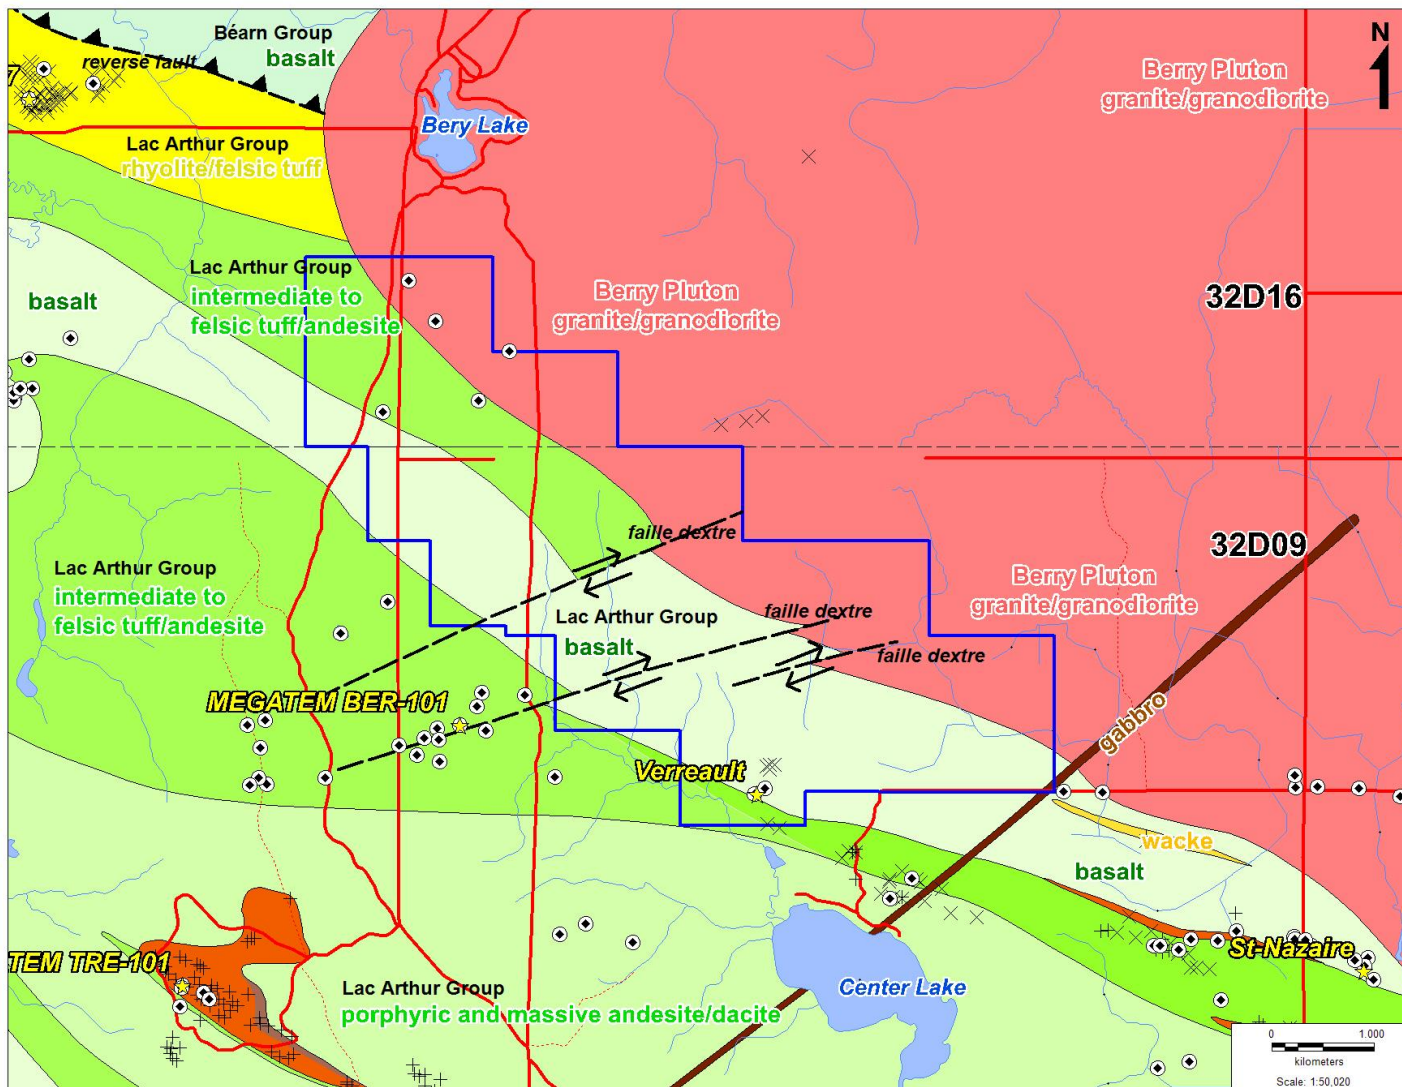 Béarn Group
basalt
N
reverse fault
7
Berry Pluton
granite/granodiorite
Bery Lake
Lac Arthur Group
rhyolite/felsic tuff
Lac Arthur Group
intermediate to
felsic tuff/andesite
basalt
Berry Pluton
granite/granodiorite
32D16
faille dextre
32D09
Lac Arthur Group
intermediate to
felsic tuff/andesite
Berry Pluton
granite/granodiorite
Lac Arthur Group
basalt
faille dextre
faille dextre
MEGATEM BER-101
gabbro
Verreault
wacke
basalt
TEM TRE-101
St-Nazaire
Lac Arthur Group
porphyric and massive andesite/dacite
Center Lake
0 1.000
kilometers
Scale: 1:50,020